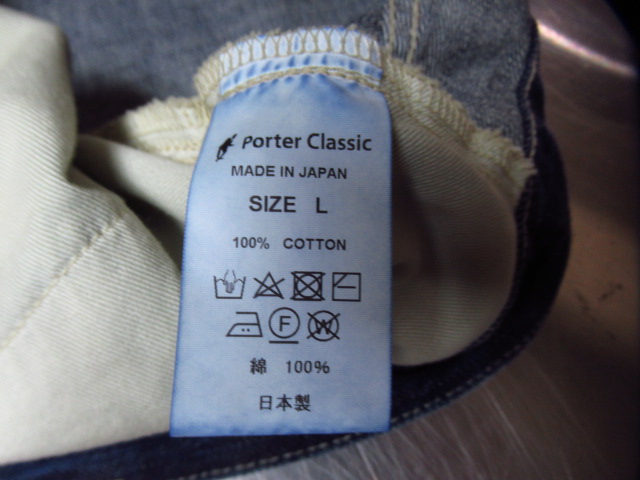 Porter Classic
MADE IN JAPAN
SIZE L
100% COTTON
F W
綿 100%
日本製